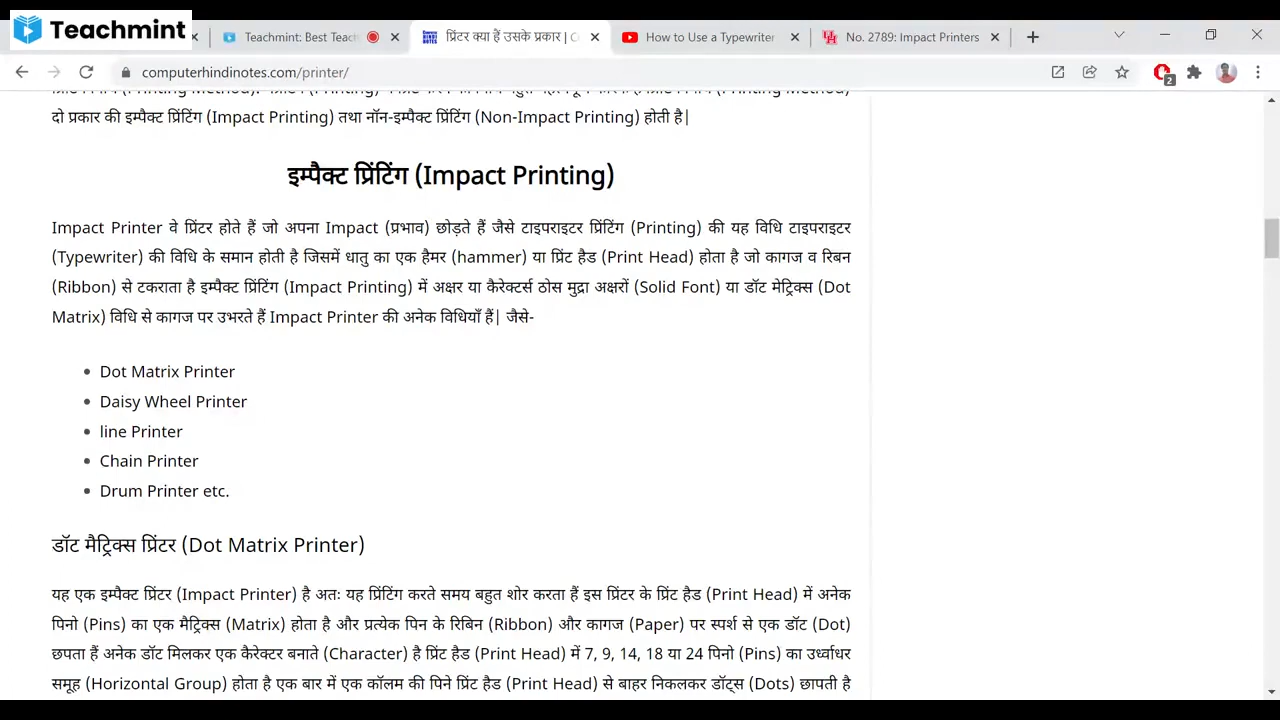 Teachmint
Teachmint: Best Teac
प्रिंटर क्या हैं उसके प्रकार | C
How to Use a Typewriter
No. 2789: Impact Printers
computerhindinotes.com/printer/
2
दो प्रकार की इम्पैक्ट प्रिंटिंग (Impact Printing) तथा नॉन-इम्पैक्ट प्रिंटिंग (Non-Impact Printing) होती है|
इम्पैक्ट प्रिंटिंग (Impact Printing)
Impact Printer वे प्रिंटर होते हैं जो अपना Impact (प्रभाव) छोड़ते हैं जैसे टाइपराइटर प्रिंटिंग (Printing) की यह विधि टाइपराइटर
(Typewriter) की विधि के समान होती है जिसमें धातु का एक हैमर (hammer) या प्रिंट हैड (Print Head) होता है जो कागज व रिबन
(Ribbon) से टकराता है इम्पैक्ट प्रिंटिंग (Impact Printing) में अक्षर या कैरेक्टर्स ठोस मुद्रा अक्षरों (Solid Font) या डॉट मेट्रिक्स (Dot
Matrix) विधि से कागज पर उभरते हैं Impact Printer की अनेक विधियाँ हैं| जैसे-
Dot Matrix Printer
Daisy Wheel Printer
line Printer
Chain Printer
Drum Printer etc.
डॉट मैट्रिक्स प्रिंटर (Dot Matrix Printer)
यह एक इम्पैक्ट प्रिंटर (Impact Printer) है अतः यह प्रिंटिंग करते समय बहुत शोर करता हैं इस प्रिंटर के प्रिंट हैड (Print Head) में अनेक
पिनो (Pins) का एक मैट्रिक्स (Matrix) होता है और प्रत्येक पिन के रिबिन (Ribbon) और कागज (Paper) पर स्पर्श से एक डॉट (Dot)
छपता हैं अनेक डॉट मिलकर एक कैरेक्टर बनाते (Character) है प्रिंट हैड (Print Head) में 7, 9, 14, 18 या 24 पिनो (Pins) का उर्ध्वाधर
समूह (Horizontal Group) होता है एक बार में एक कॉलम की पिने प्रिंट हैड (Print Head) से बाहर निकलकर डॉट्स (Dots) छापती है